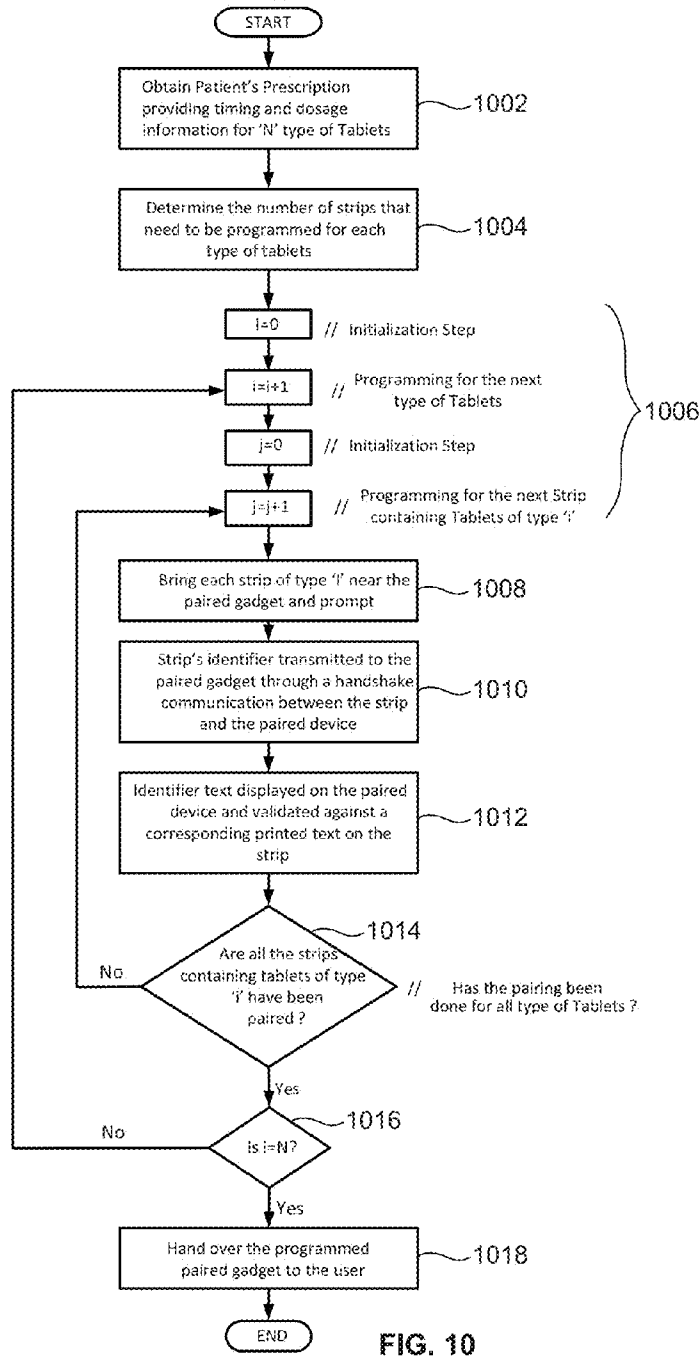 START
Obtain Patient's Prescription
providing timing and dosage
information for 'N' type of Tablets
1002
Determine the number of strips that
need to be programmed for each
type of tablets
1004
i=0
// Initialization Step
i=i+1
// Programming for the next
type of Tablets
j=0
// Initialization Step
j=j+1
// Programming for the next Strip
containing Tablets of type 'i'
1006
Bring each strip of type 'i' near the
paired gadget and prompt
1008
Strip's identifier transmitted to the
paired gadget through a handshake
communication between the strip
and the paired device
1010
Identifier text displayed on the paired
device and validated against a
corresponding printed text on the
strip
1012
1014
Are all the strips
containing tablets of type
'i' have been
paired ?
No
// Has the pairing been
done for all type of Tablets ?
Yes
1016
is i=N?
No
Yes
Hand over the programmed
paired gadget to the user
1018
END
FIG. 10